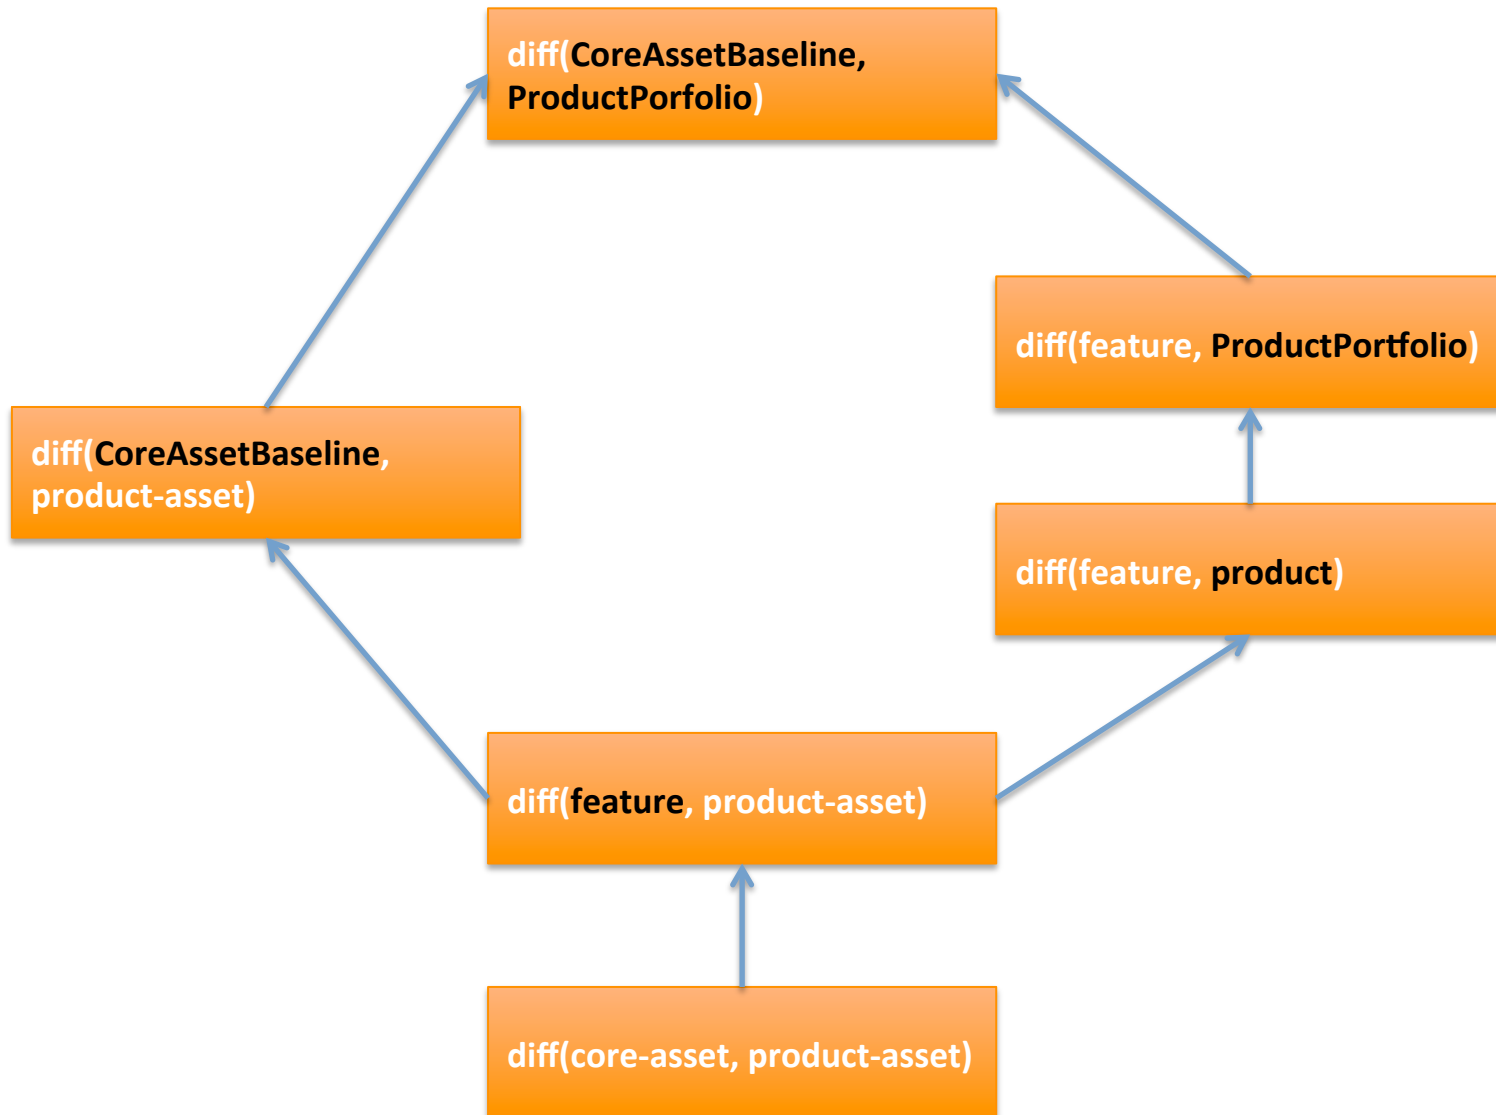 diff(CoreAssetBaseline,
ProductPorfolio)
diff(feature, ProductPortfolio)
diff(CoreAssetBaseline,
product-asset)
diff(feature, product)
diff(feature, product-asset)
diff(core-asset, product-asset)